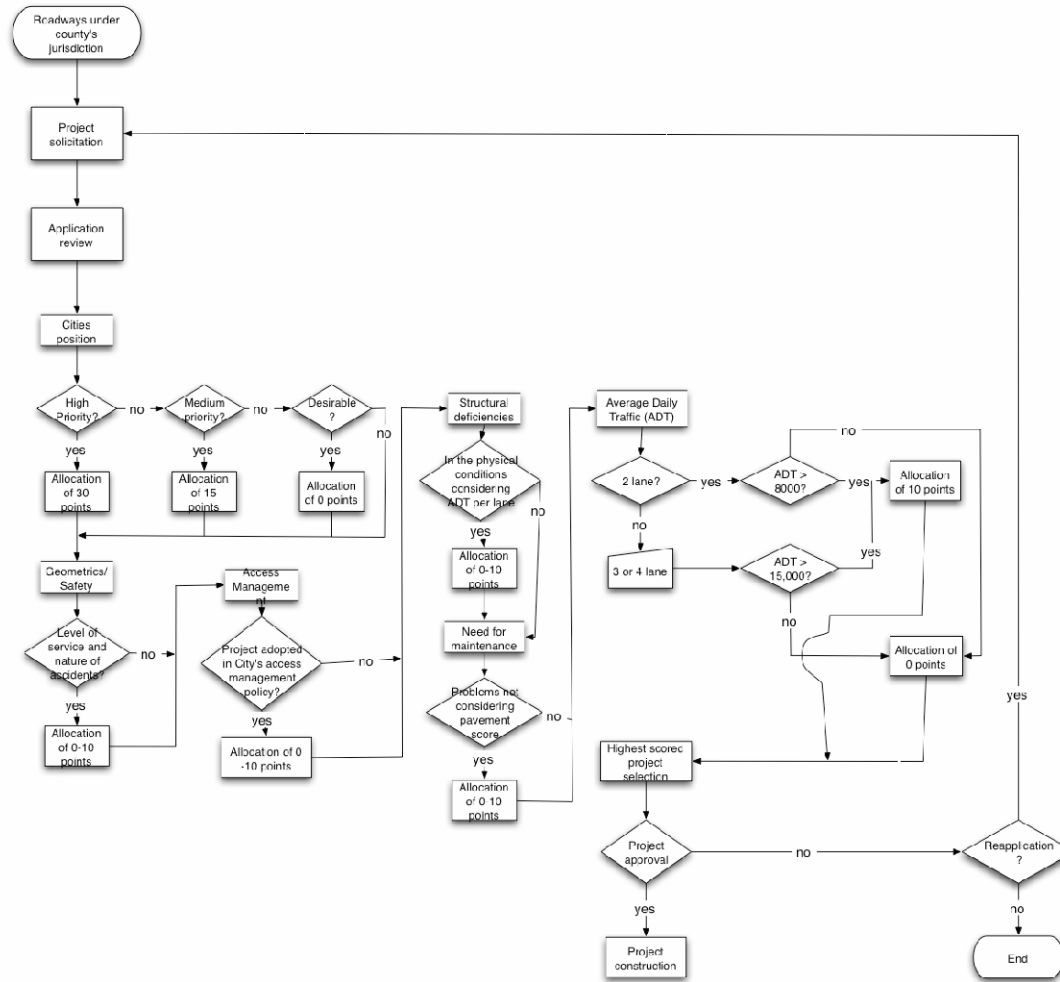 Roadways under
county's
jurisdiction
Project
solicitation
Application
review
Cities
position
High
Priority?
no
Medium
priority?
no
Desirable
?
no
yes
yes
yes
Allocation
of 30
points
Allocation
of 15
points
Allocation
of 0 points
Geometrics/
Safety
Level of
service and
nature of
accidents?
no
yes
Allocation
of 0-10
points
Access
Manageme
nt
Project adopted
in City's access
management
policy?
no
yes
Allocation of 0
-10 points
Structural
deficiencies
In the physical
conditions
considering
ADT per lane
no
yes
Allocation
of 0-10
points
Need for
maintenance
Problems not
considering
pavement
score
no
yes
Allocation
of 0-10
points
Average Daily
Traffic (ADT)
2 lane?
yes
no
3 or 4 lane
ADT >
8000?
no
yes
Allocation
of 10 points
ADT >
15,000?
yes
no
Allocation of
0 points
Highest scored
project
selection
Project
approval
no
yes
Project
construction
Reapplication
?
yes
no
End